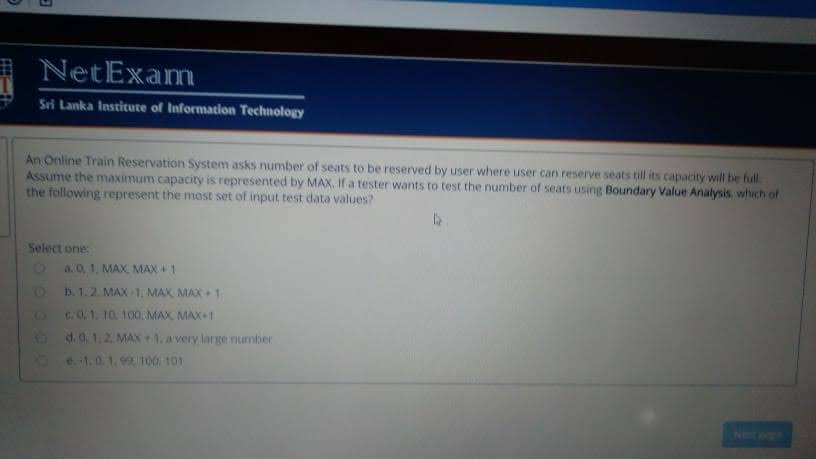 NetExam
Sri Lanka Institute of Information Technology
An Online Train Reservation System asks number of seats to be reserved by user where user can reserve seats till its capacity will be full.
Assume the maximum capacity is represented by MAX. If a tester wants to test the number of seats using Boundary Value Analysis, which of
the following represent the most set of input test data values?
Select one:
a. 0, 1, MAX, MAX + 1
b. 1, 2, MAX -1, MAX, MAX + 1
c. 0, 1, 10, 100, MAX, MAX+1
d. 0, 1, 2, MAX + 1, a very large number
e. -1, 0, 1, 99, 100, 101
Next page